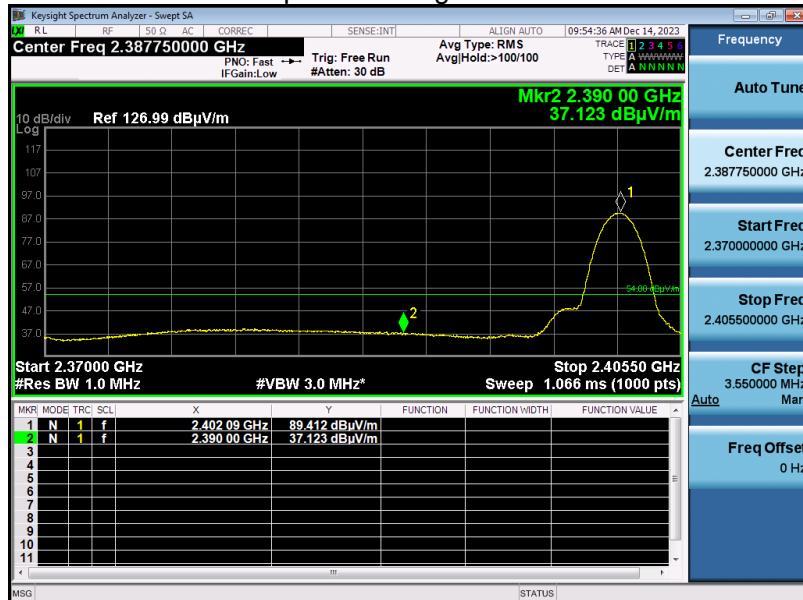 Keysight Spectrum Analyzer - Swept SA
LXI RL RF 50 Ω AC CORREC SENSE:INT ALIGN AUTO 09:54:36 AM Dec 14, 2023
Center Freq 2.387750000 GHz
PNO: Fast
IFGain:Low
Trig: Free Run
#Atten: 30 dB
Avg Type: RMS
Avg|Hold:>100/100
TRACE 1 2 3 4 5 6
TYPE A WWWWW
DET A N N N N N
Mkr2 2.390 00 GHz
37.123 dBµV/m
10 dB/div Ref 126.99 dBµV/m
Log
117
107
97.0
87.0
77.0
67.0
57.0
47.0
37.0
1
2
54.00 dBµV/m
Start 2.37000 GHz Stop 2.40550 GHz
#Res BW 1.0 MHz #VBW 3.0 MHz* Sweep 1.066 ms (1000 pts)
MKR MODE TRC SCL X Y FUNCTION FUNCTION WIDTH FUNCTION VALUE
1 N 1 f 2.402 09 GHz 89.412 dBµV/m
2 N 1 f 2.390 00 GHz 37.123 dBµV/m
3
4
5
6
7
8
9
10
11
MSG STATUS
Frequency
Auto Tune
Center Freq
2.387750000 GHz
Start Freq
2.370000000 GHz
Stop Freq
2.405500000 GHz
CF Step
3.550000 MHz
Auto Man
Freq Offset
0 Hz